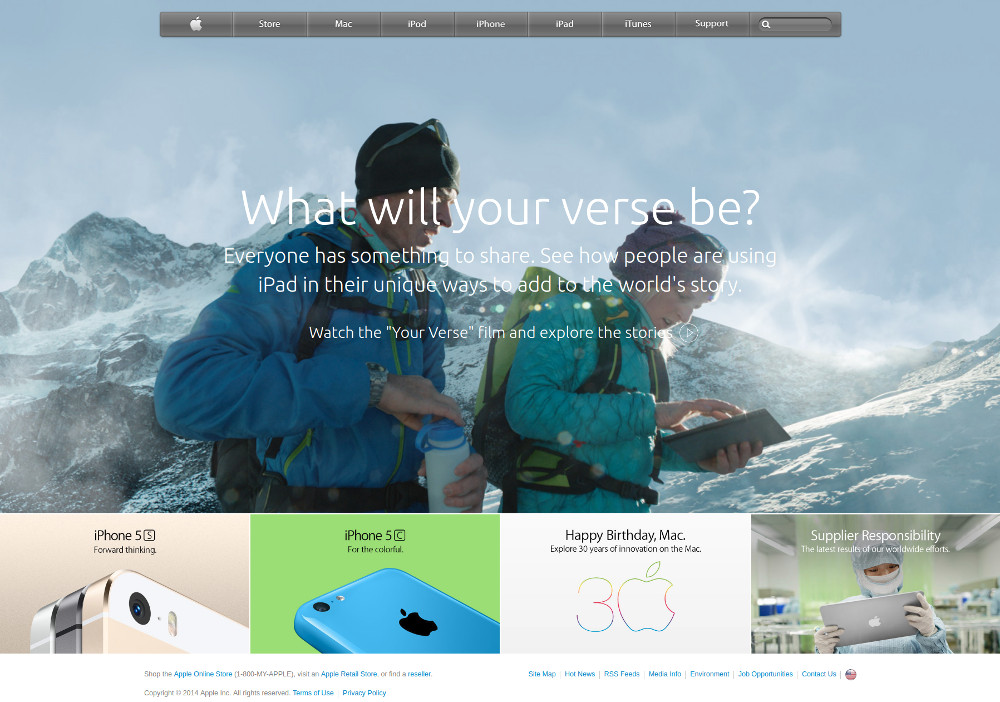 Store
Mac
iPod
iPhone
iPad
iTunes
Support
What will your verse be?
Everyone has something to share. See how people are using
iPad in their unique ways to add to the world's story.
Watch the "Your Verse" film and explore the stories
iPhone 5 S
Forward thinking.
iPhone 5 C
For the colorful.
Happy Birthday, Mac.
Explore 30 years of innovation on the Mac.
30
Supplier Responsibility
The latest results of our worldwide efforts.
Shop the Apple Online Store (1-800-MY-APPLE), visit an Apple Retail Store, or find a reseller.
Site Map | Hot News | RSS Feeds | Media Info | Environment | Job Opportunities | Contact Us |
Copyright © 2014 Apple Inc. All rights reserved. Terms of Use | Privacy Policy